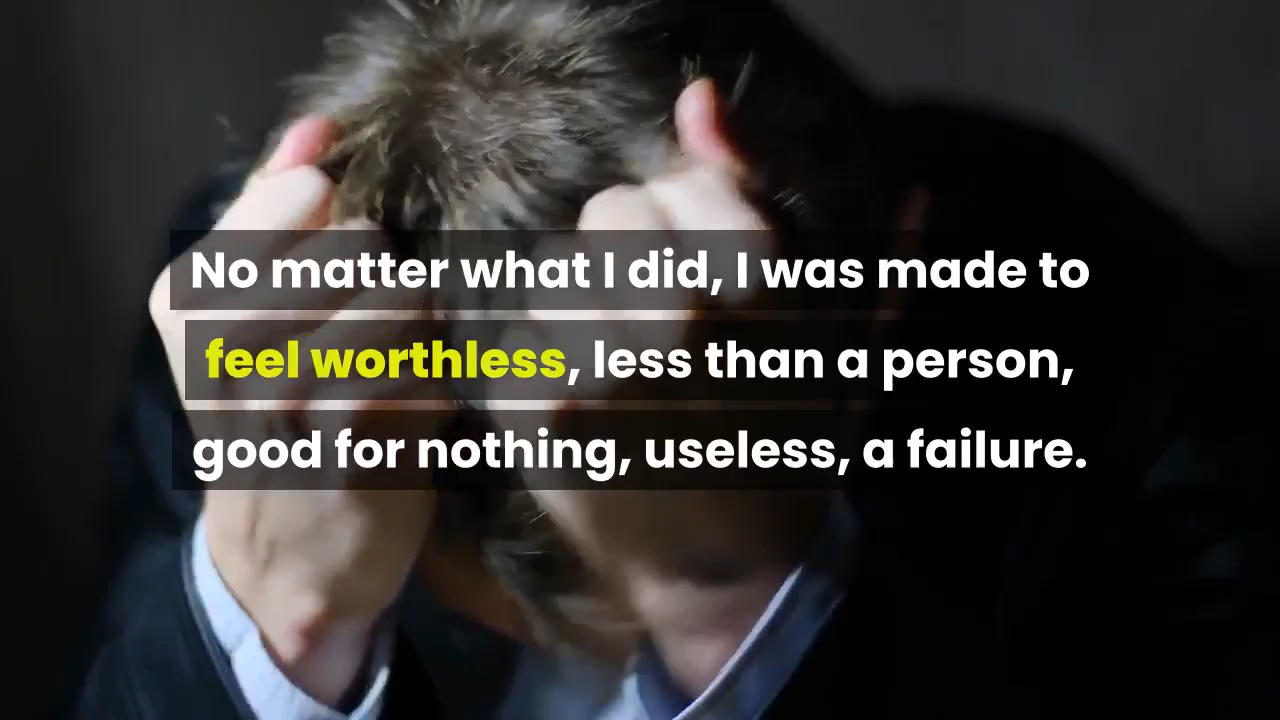 No matter what I did, I was made to
feel worthless, less than a person,
good for nothing, useless, a failure.